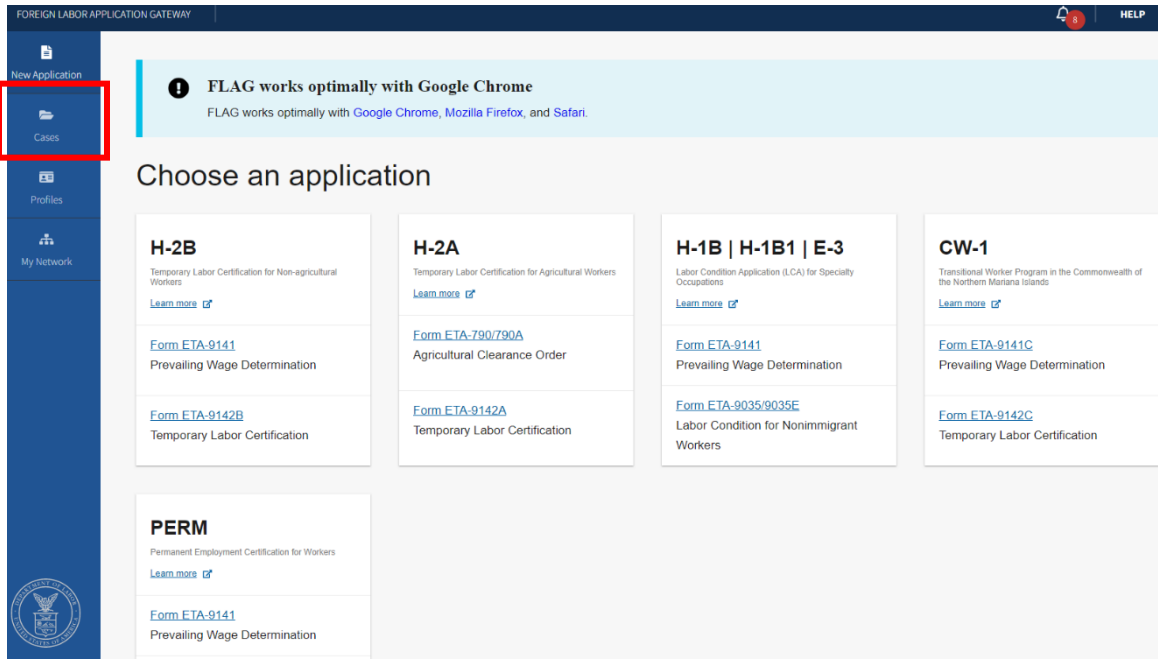 FOREIGN LABOR APPLICATION GATEWAY
8
HELP
New Application
Cases
Profiles
My Network
FLAG works optimally with Google Chrome
FLAG works optimally with Google Chrome, Mozilla Firefox, and Safari.
Choose an application
H-2B
Temporary Labor Certification for Non-agricultural
Workers
Learn more
Form ETA-9141
Prevailing Wage Determination
Form ETA-9142B
Temporary Labor Certification
H-2A
Temporary Labor Certification for Agricultural Workers
Learn more
Form ETA-790/790A
Agricultural Clearance Order
Form ETA-9142A
Temporary Labor Certification
H-1B | H-1B1 | E-3
Labor Condition Application (LCA) for Specialty
Occupations
Learn more
Form ETA-9141
Prevailing Wage Determination
Form ETA-9035/9035E
Labor Condition for Nonimmigrant
Workers
CW-1
Transitional Worker Program in the Commonwealth of
the Northern Mariana Islands
Learn more
Form ETA-9141C
Prevailing Wage Determination
Form ETA-9142C
Temporary Labor Certification
PERM
Permanent Employment Certification for Workers
Learn more
Form ETA-9141
Prevailing Wage Determination
DEPARTMENT OF LABOR
UNITED STATES OF AMERICA